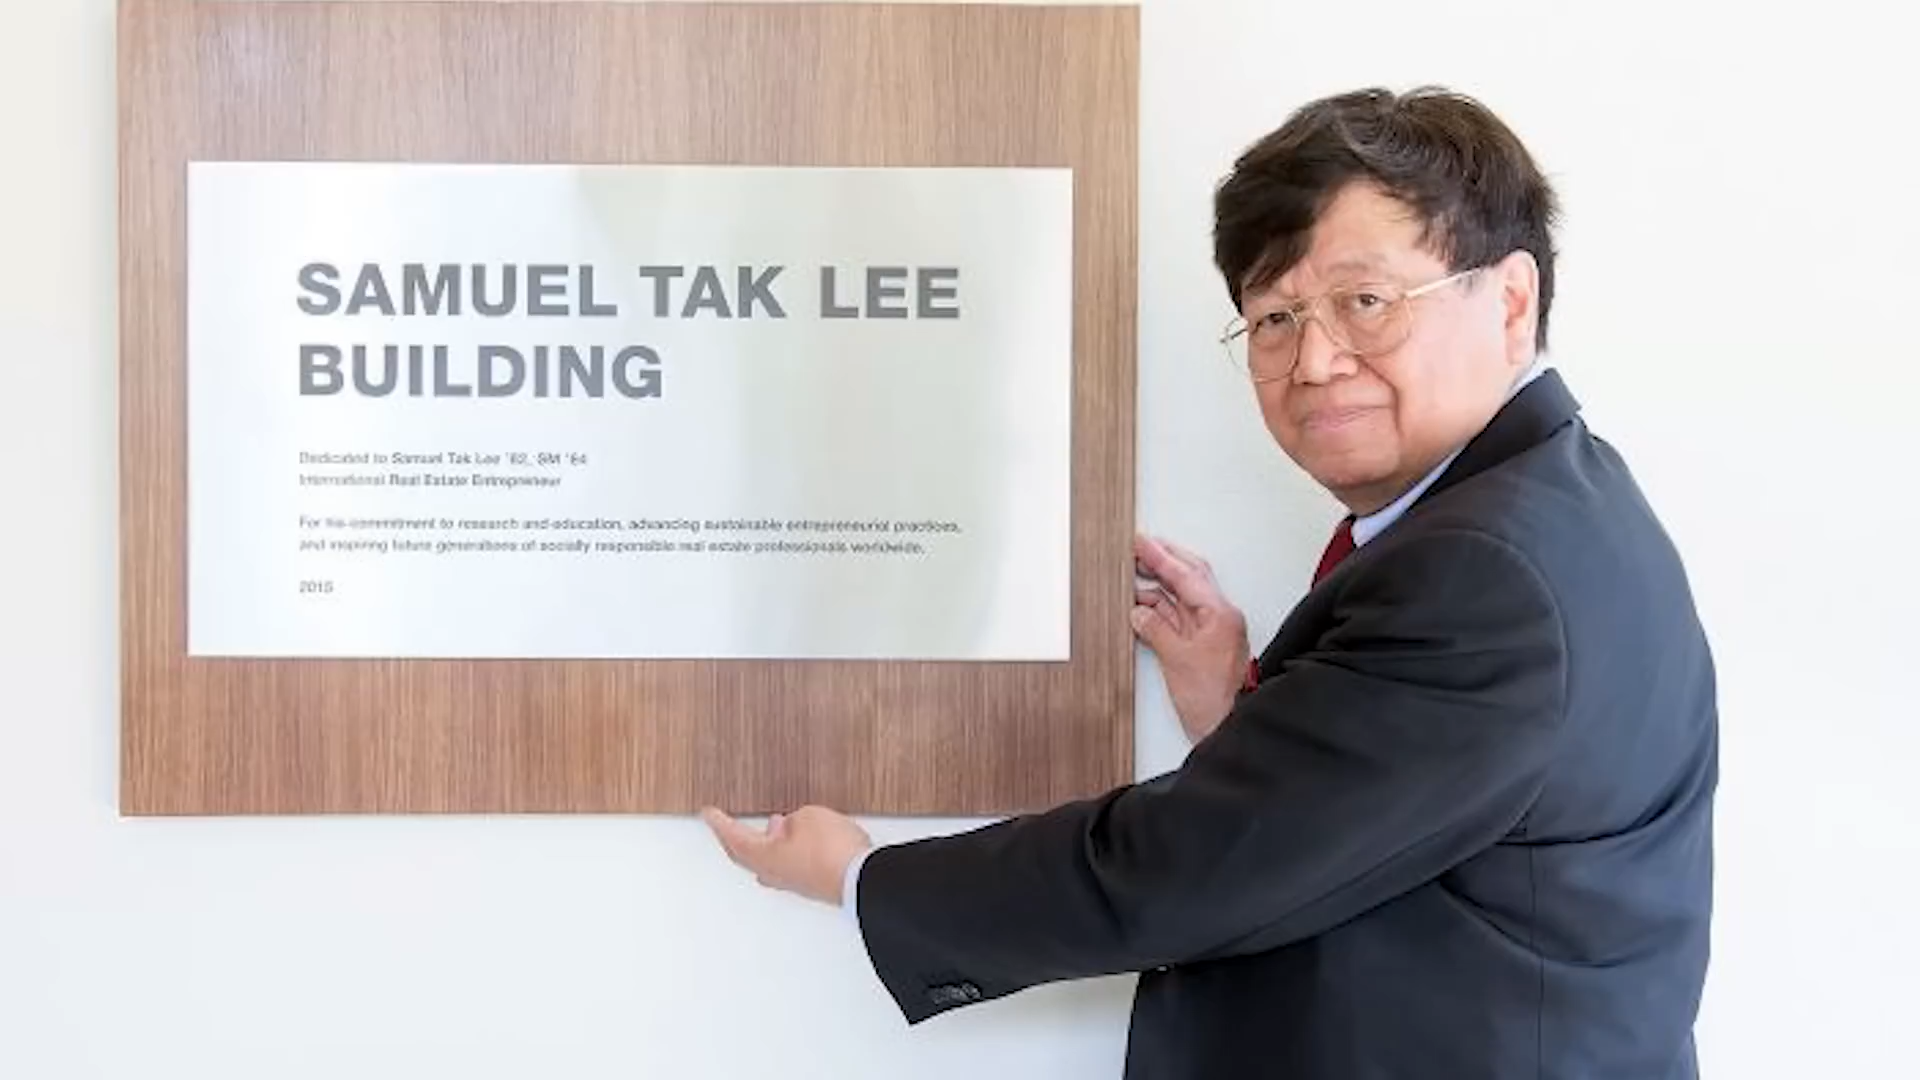 SAMUEL TAK LEE
BUILDING
Dedicated to Samuel Tak Lee '62, SM '64
International Real Estate Entrepreneur
For his commitment to research and education, advancing sustainable entrepreneurial practices,
and inspiring future generations of socially responsible real estate professionals worldwide.
2015